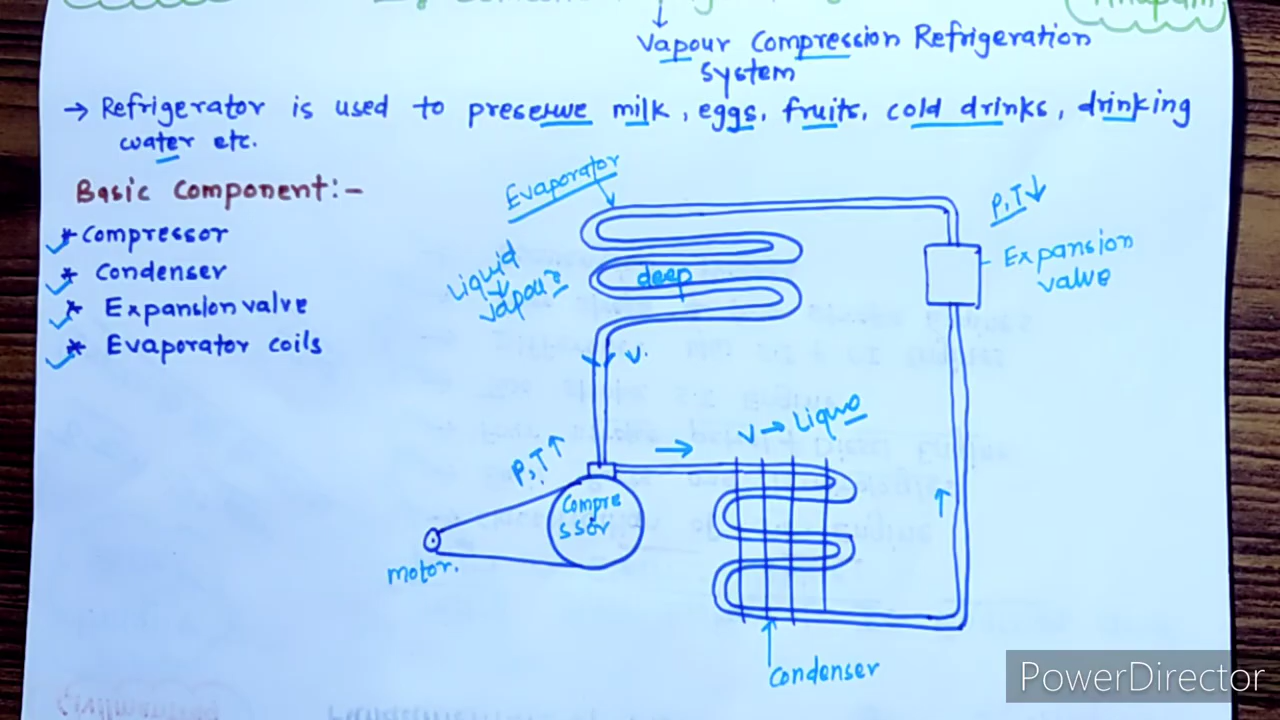 Vapour Compression Refrigeration
System
→ Refrigerator is used to preserve milk, eggs, fruits, cold drinks, drinking
water etc.
Basic Component:-
* Compressor
* Condenser
* Expansion valve
* Evaporator coils
Evaporator
P,T↓
Expansion
valve
Liquid
↓
vapour
deep
V.
V → Liquid
P,T↑
Compre
ssor
motor.
Condenser
PowerDirector